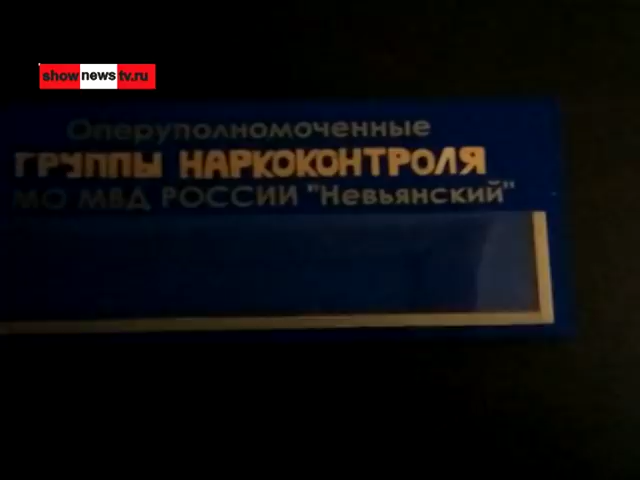 shownewstv.ru
Оперуполномоченные
ГРУППЫ НАРКОКОНТРОЛЯ
МО МВД РОССИИ "Невьянский"